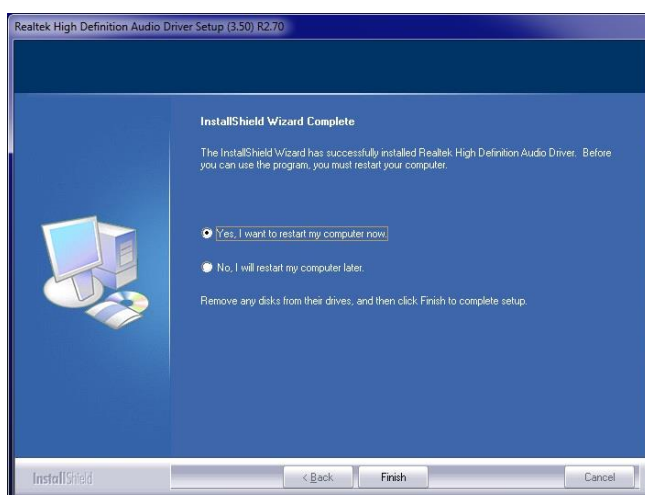 Realtek High Definition Audio Driver Setup (3.50) R2.70
InstallShield Wizard Complete
The InstallShield Wizard has successfully installed Realtek High Definition Audio Driver. Before
you can use the program, you must restart your computer.
Yes, I want to restart my computer now.
No, I will restart my computer later.
Remove any disks from their drives, and then click Finish to complete setup.
InstallShield
< Back
Finish
Cancel